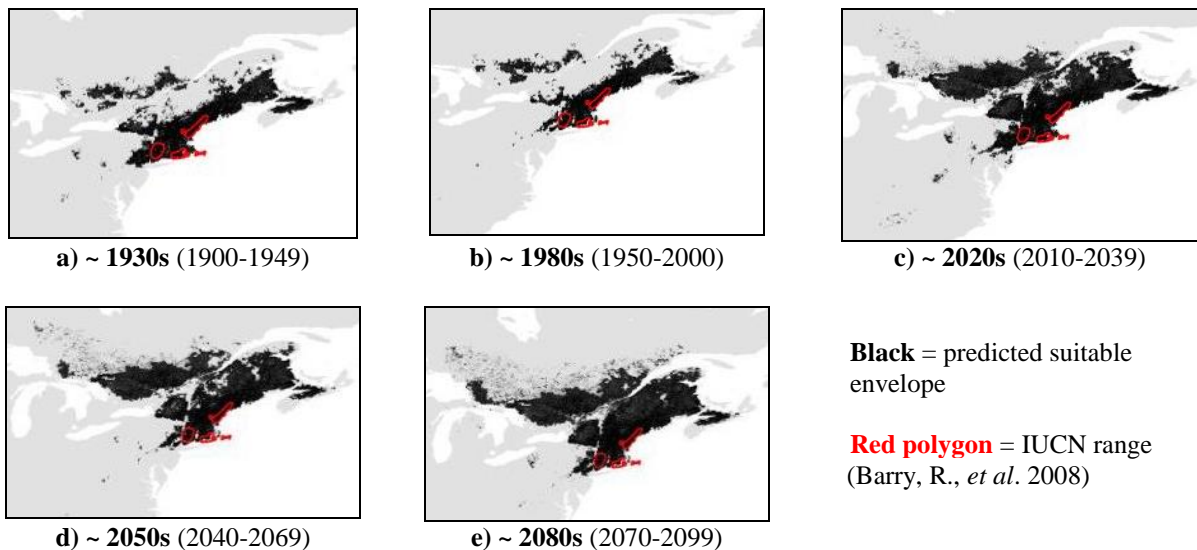 a) ~ 1930s (1900-1949)
b) ~ 1980s (1950-2000)
c) ~ 2020s (2010-2039)
d) ~ 2050s (2040-2069)
e) ~ 2080s (2070-2099)
Black = predicted suitable
envelope
Red polygon = IUCN range
(Barry, R., et al. 2008)